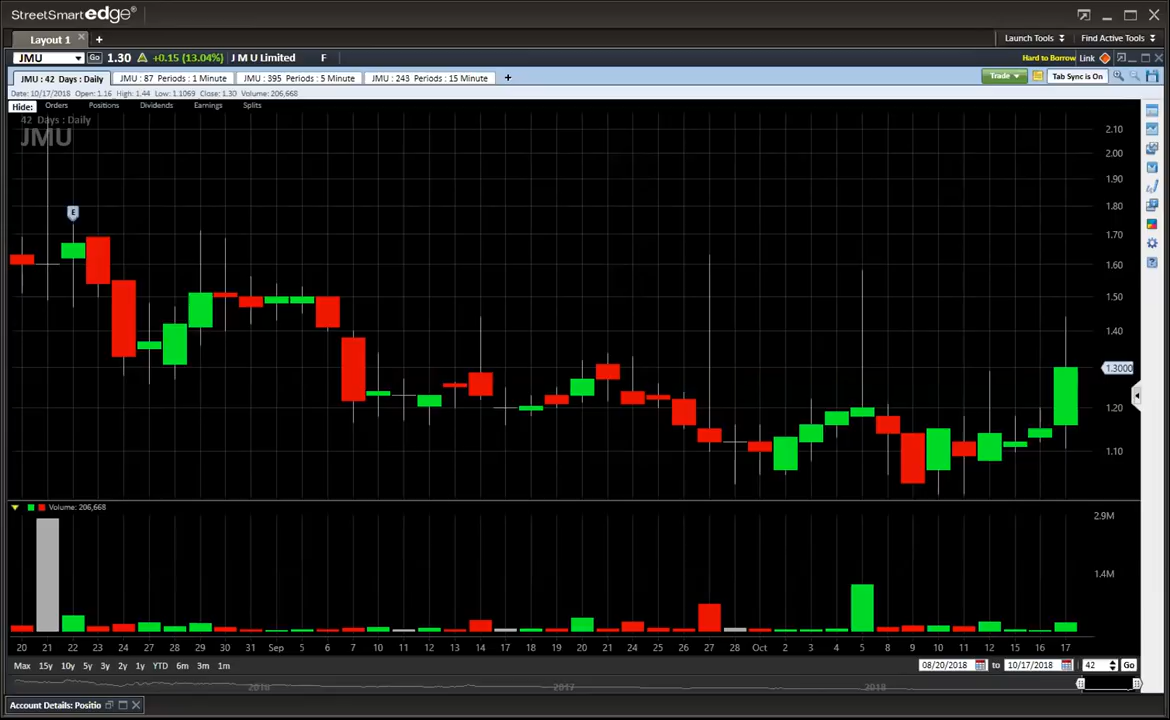 StreetSmart edge®
Layout 1 +
Launch Tools Find Active Tools
JMU Go 1.30 +0.15 (13.04%) J M U Limited F Hard to Borrow Link
JMU : 42 Days : Daily JMU : 87 Periods : 1 Minute JMU : 395 Periods : 5 Minute JMU : 243 Periods : 15 Minute + Trade Tab Sync is On
Date: 10/17/2018 Open: 1.16 High: 1.44 Low: 1.1069 Close: 1.30 Volume: 206,668
Hide: Orders Positions Dividends Earnings Splits
42 Days : Daily
JMU
2.10
2.00
1.90
1.80
E
1.70
1.60
1.50
1.40
1.3000
1.20
1.10
Volume: 206,668
2.9M
1.4M
20 21 22 23 24 27 28 29 30 31 Sep 5 6 7 10 11 12 13 14 17 18 19 20 21 24 25 26 27 28 Oct 2 3 4 5 8 9 10 11 12 15 16 17
Max 15y 10y 5y 3y 2y 1y YTD 6m 3m 1m 08/20/2018 to 10/17/2018 42 Go
2016 2017 2018
Account Details: Positio